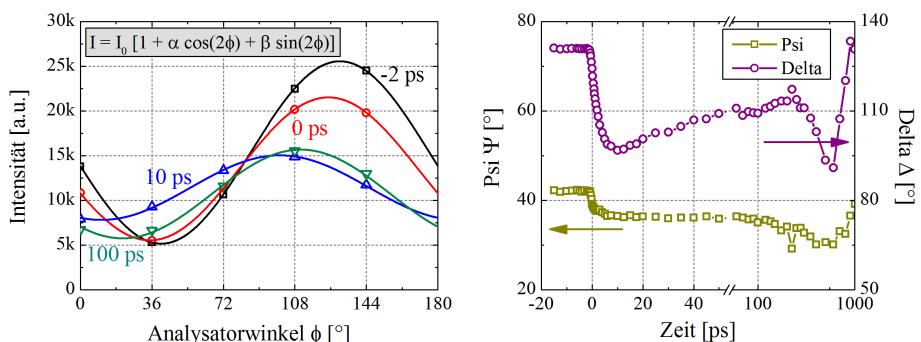 30k
25k
20k
15k
10k
5k
0
Intensität [a.u.]
I = I0 [1 + α cos(2ϕ) + β sin(2ϕ)]
-2 ps
0 ps
10 ps
100 ps
0 36 72 108 144 180
Analysatorwinkel ϕ [°]
80
60
40
20
Psi Ψ [°]
Psi
Delta
140
110
75
50
Delta Δ [°]
-20 0 20 40 100 1000
Zeit [ps]